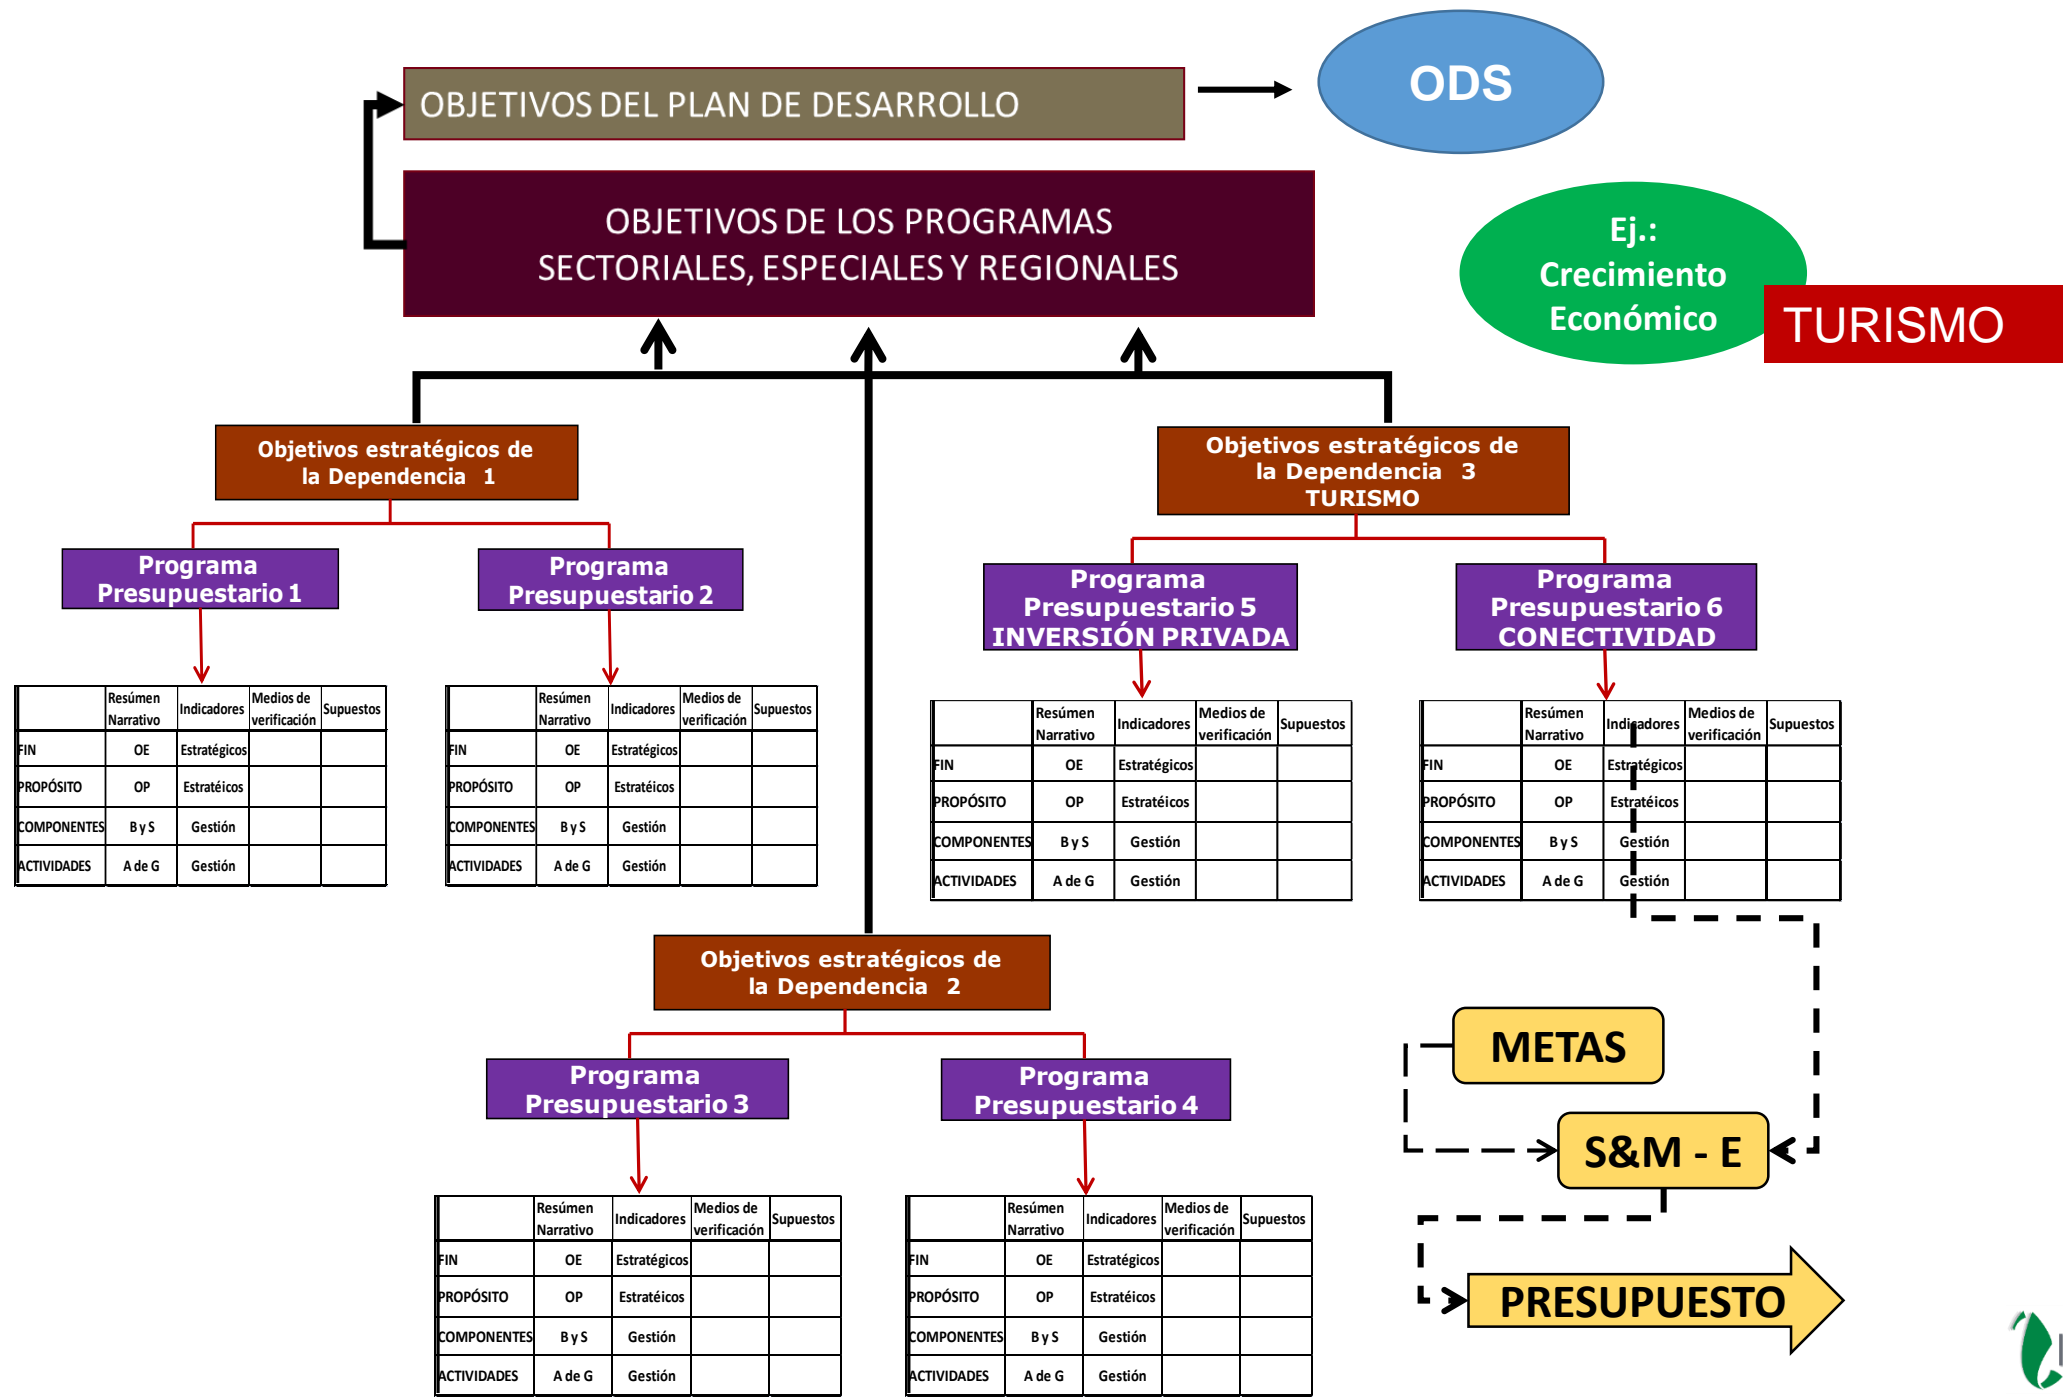 OBJETIVOS DEL PLAN DE DESARROLLO
ODS
OBJETIVOS DE LOS PROGRAMAS
SECTORIALES, ESPECIALES Y REGIONALES
Ej.:
Crecimiento
Económico
TURISMO
Objetivos estratégicos de
la Dependencia 1
Objetivos estratégicos de
la Dependencia 3
TURISMO
Programa
Presupuestario 1
Programa
Presupuestario 2
Programa
Presupuestario 5
INVERSIÓN PRIVADA
Programa
Presupuestario 6
CONECTIVIDAD
Resúmen Narrativo Indicadores Medios de verificación Supuestos
FIN OE Estratégicos
PROPÓSITO OP Estratéicos
COMPONENTES B y S Gestión
ACTIVIDADES A de G Gestión
Resúmen Narrativo Indicadores Medios de verificación Supuestos
FIN OE Estratégicos
PROPÓSITO OP Estratéicos
COMPONENTES B y S Gestión
ACTIVIDADES A de G Gestión
Resúmen Narrativo Indicadores Medios de verificación Supuestos
FIN OE Estratégicos
PROPÓSITO OP Estratéicos
COMPONENTES B y S Gestión
ACTIVIDADES A de G Gestión
Resúmen Narrativo Indicadores Medios de verificación Supuestos
FIN OE Estratégicos
PROPÓSITO OP Estratéicos
COMPONENTES B y S Gestión
ACTIVIDADES A de G Gestión
Objetivos estratégicos de
la Dependencia 2
Programa
Presupuestario 3
Programa
Presupuestario 4
Resúmen Narrativo Indicadores Medios de verificación Supuestos
FIN OE Estratégicos
PROPÓSITO OP Estratéicos
COMPONENTES B y S Gestión
ACTIVIDADES A de G Gestión
Resúmen Narrativo Indicadores Medios de verificación Supuestos
FIN OE Estratégicos
PROPÓSITO OP Estratéicos
COMPONENTES B y S Gestión
ACTIVIDADES A de G Gestión
METAS
S&M - E
PRESUPUESTO